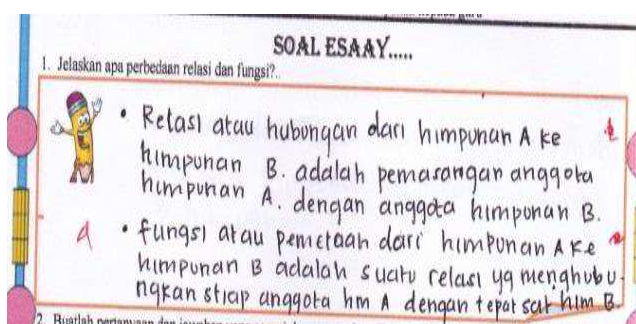 SOAL ESAAY.....
1. Jelaskan apa perbedaan relasi dan fungsi?..
• Relasi atau hubungan dari himpunan A ke
himpunan B. adalah pemasangan anggota
himpunan A. dengan anggota himpunan B.
• fungsi atau pemetaan dari himpunan A ke
himpunan B adalah suatu relasi yg menghubu-
ngkan stiap anggota hm A dengan tepat sat him B.
2. Buatlah pertanyaan dan